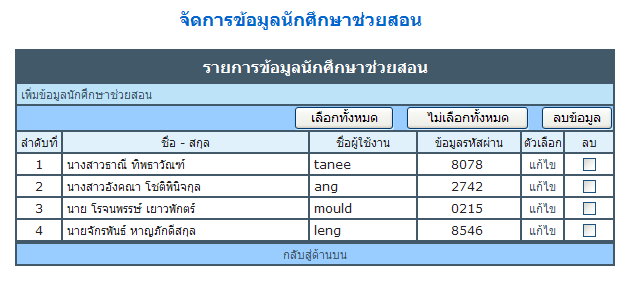 จัดการข้อมูลนักศึกษาช่วยสอน
รายการข้อมูลนักศึกษาช่วยสอน
เพิ่มข้อมูลนักศึกษาช่วยสอน
เลือกทั้งหมด ไม่เลือกทั้งหมด ลบข้อมูล
ลำดับที่ ชื่อ - สกุล ชื่อผู้ใช้งาน ข้อมูลรหัสผ่าน ตัวเลือก ลบ
1 นางสาวธาณี ทิพธาวัณท์ tanee 8078 แก้ไข
2 นางสาวอังคณา โชติพินิจกุล ang 2742 แก้ไข
3 นาย โรจนพรรษ์ เยาวพักตร์ mould 0215 แก้ไข
4 นายจักรพันธ์ หาญภักดีสกุล leng 8546 แก้ไข
กลับสู่ด้านบน